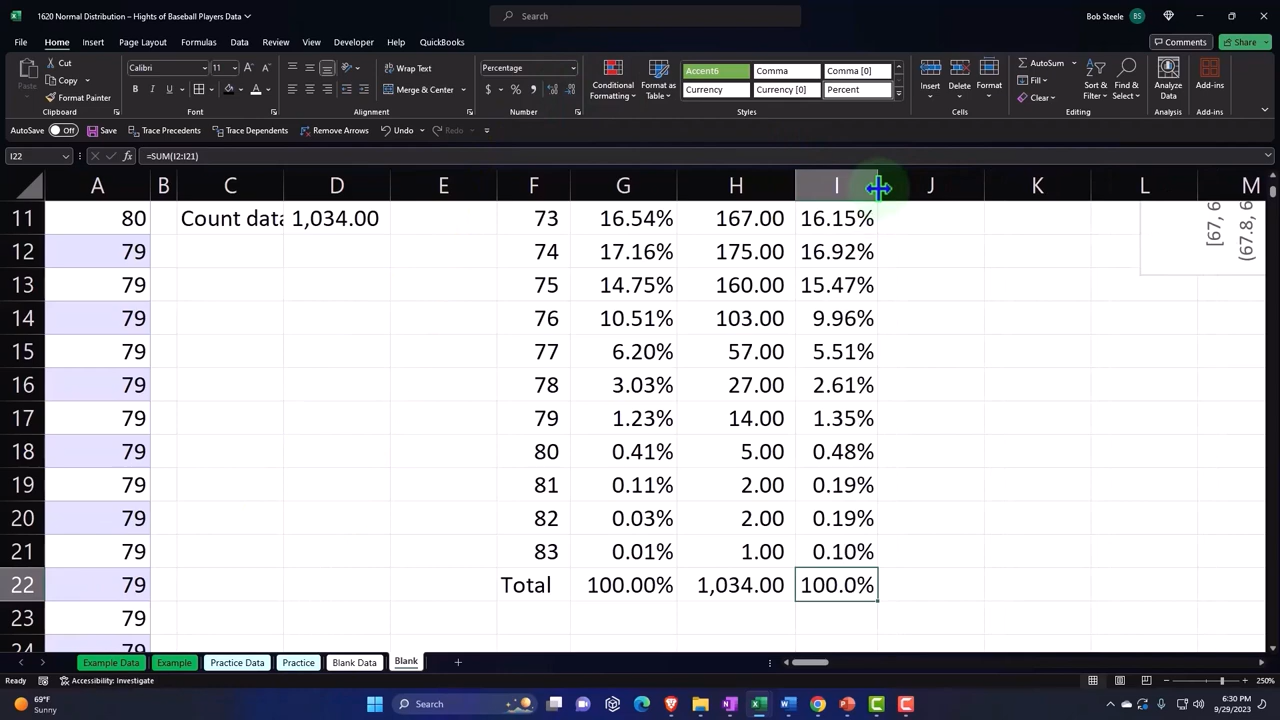 1620 Normal Distribution – Hights of Baseball Players Data
Search
Bob Steele BS
File Home Insert Page Layout Formulas Data Review View Developer Automate Help QuickBooks
Comments Share
Cut
Copy
Format Painter
Paste
Clipboard
Calibri 11
Font
Wrap Text
Merge & Center
Alignment
Percentage
Number
Conditional Formatting
Format as Table
Accent6 Comma Comma [0]
Currency Currency [0] Percent
Styles
Insert Delete Format
Cells
AutoSum
Fill
Clear
Sort & Filter
Find & Select
Editing
Analyze Data
Analysis
Add-ins
Add-ins
AutoSave Off Save Trace Precedents Trace Dependents Remove Arrows Undo Redo
I22 fx =SUM(I2:I21)
A B C D E F G H I J K L M
11 80 Count data 1,034.00 73 16.54% 167.00 16.15%
12 79 74 17.16% 175.00 16.92%
13 79 75 14.75% 160.00 15.47%
14 79 76 10.51% 103.00 9.96%
15 79 77 6.20% 57.00 5.51%
16 79 78 3.03% 27.00 2.61%
17 79 79 1.23% 14.00 1.35%
18 79 80 0.41% 5.00 0.48%
19 79 81 0.11% 2.00 0.19%
20 79 82 0.03% 2.00 0.19%
21 79 83 0.01% 1.00 0.10%
22 79 Total 100.00% 1,034.00 100.0%
23 79
24 79
[67, 6
(67.8, 6
Example Data Example Practice Data Practice Blank Data Blank
Ready Accessibility: Investigate 250%
69°F
Sunny
Search
6:30 PM
9/29/2023